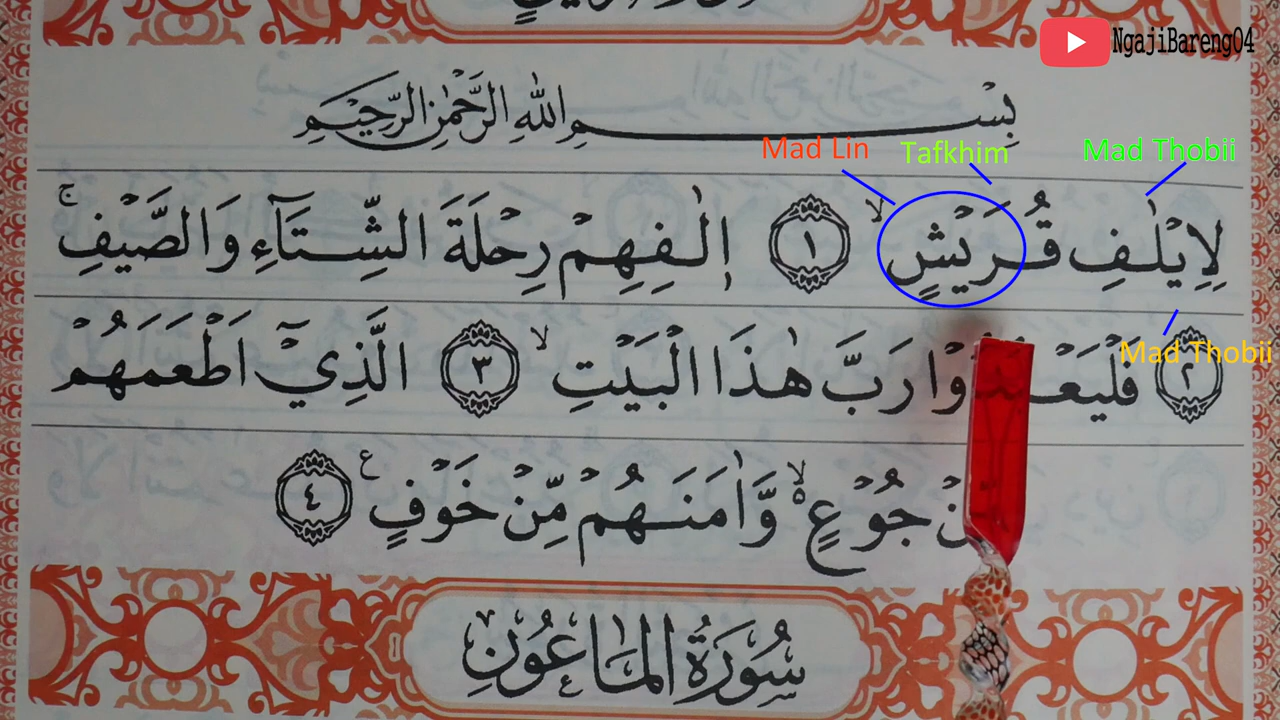 NgajiBareng04
بِسْمِ اللّٰهِ الرَّحْمٰنِ الرَّحِيْمِ
Mad Lin Tafkhim Mad Thobii
لِاِيْلٰفِ قُرَيْشٍۙ ١ اٖلٰفِهِمْ رِحْلَةَ الشِّتَاۤءِ وَالصَّيْفِۚ
Mad Thobii
٢ رَبَّ هٰذَا الْبَيْتِۙ ٣ الَّذِيْٓ اَطْعَمَهُمْ
جُوْعٍ ەۙ وَّاٰمَنَهُمْ مِّنْ خَوْفٍࣖ ٤
سُوْرَةُ الْمَاعُوْنِ